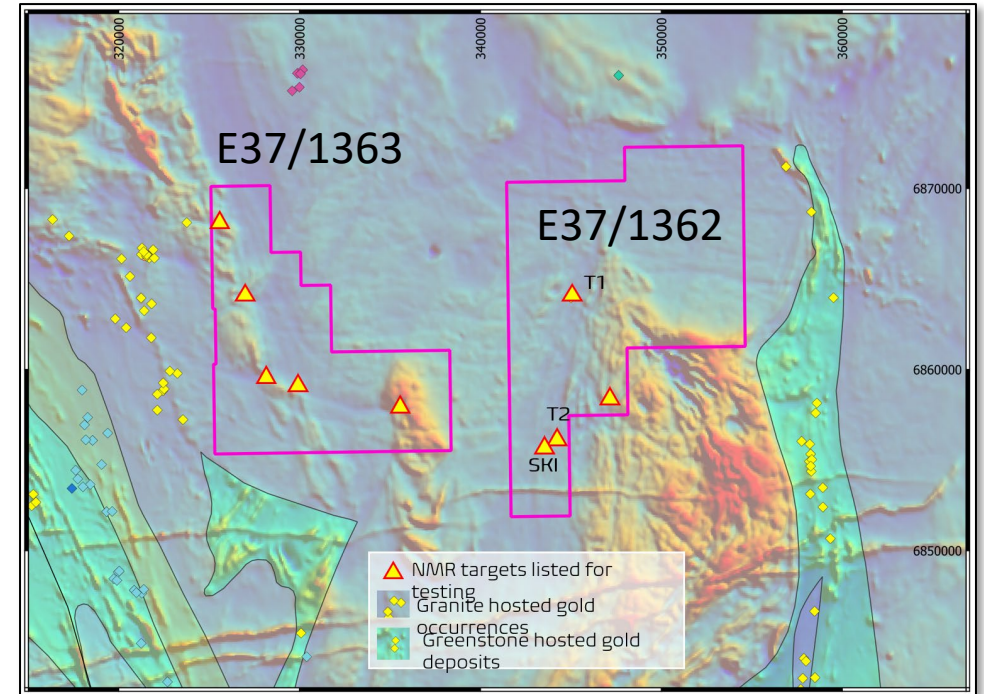 320000
330000
340000
350000
360000
E37/1363
6870000
E37/1362
T1
6860000
T2
SKI
6850000
NMR targets listed for
testing
Granite hosted gold
occurrences
Greenstone hosted gold
deposits